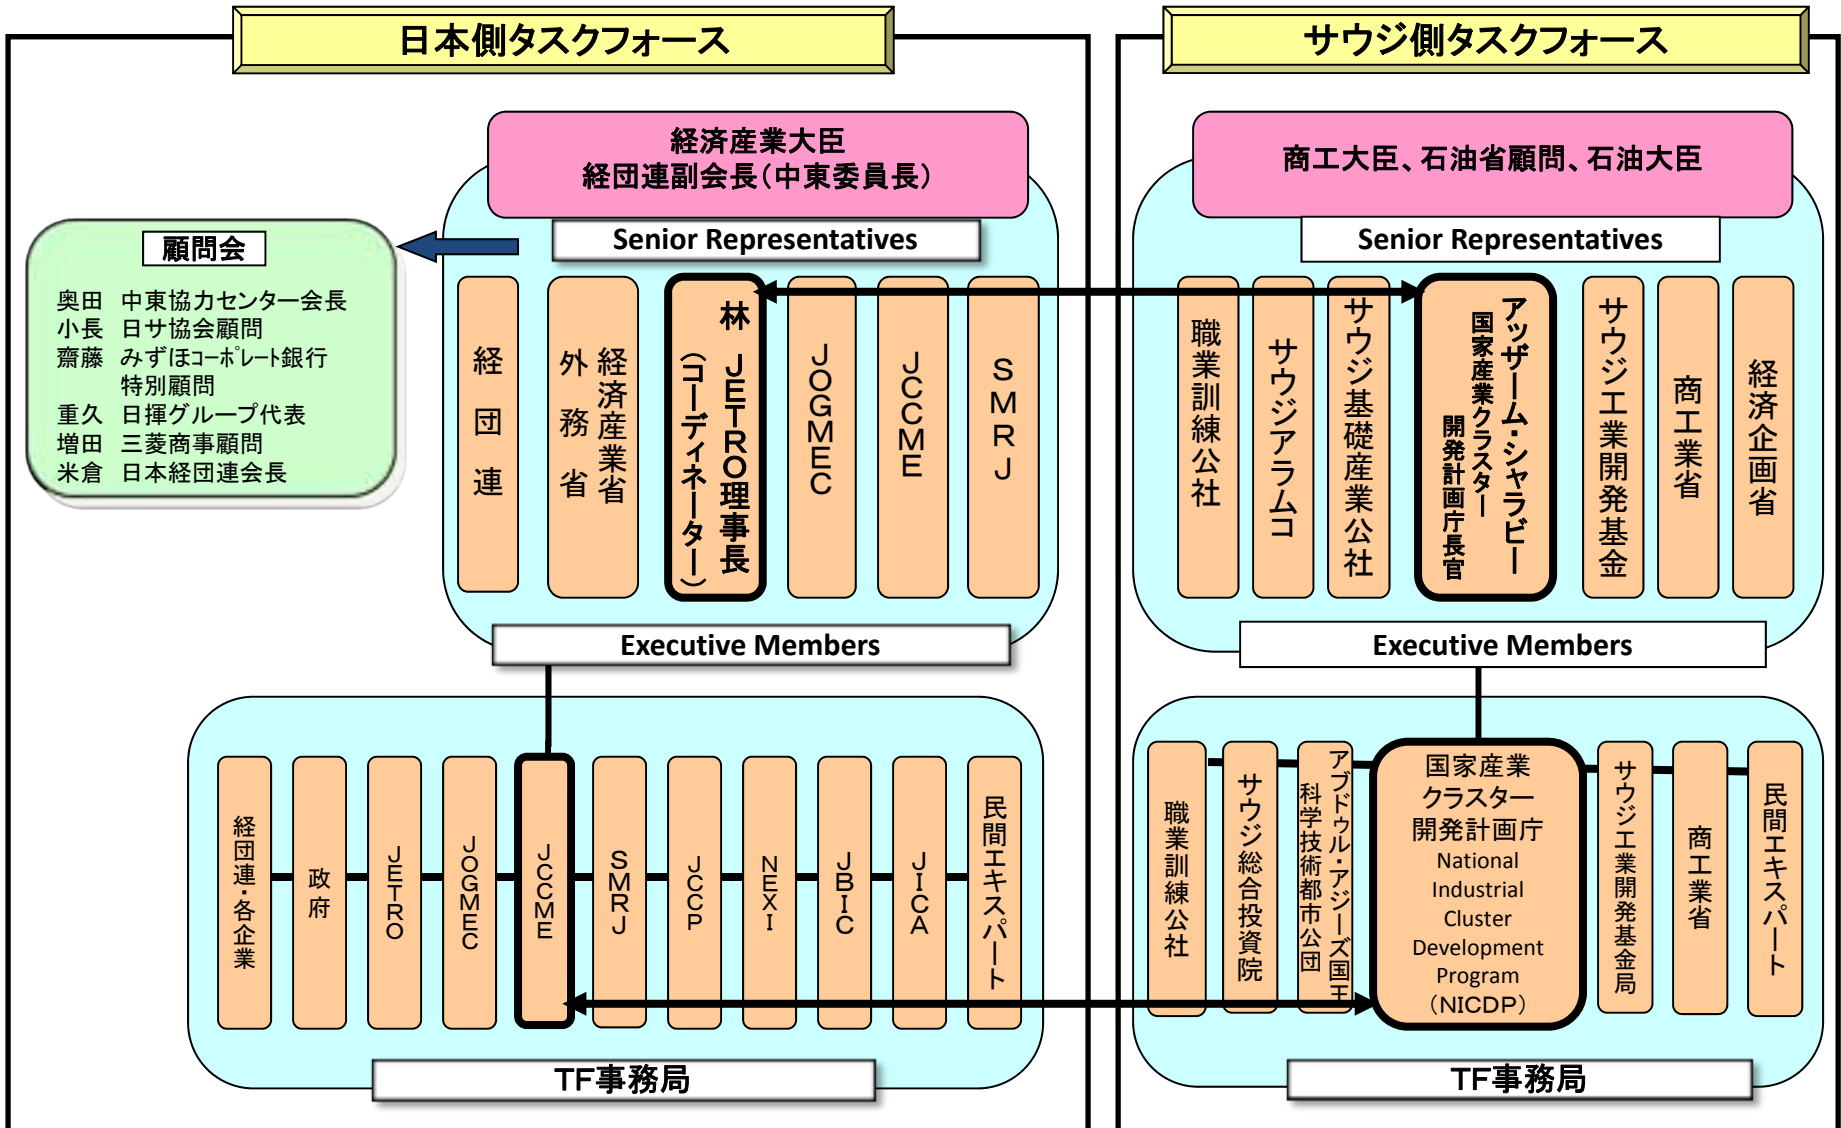 日本側タスクフォース
経済産業大臣
経団連副会長(中東委員長)
Senior Representatives
顧問会
奥田 中東協力センター会長
小長 日サ協会顧問
齋藤 みずほコーポレート銀行
特別顧問
重久 日揮グループ代表
増田 三菱商事顧問
米倉 日本経団連会長
経団連
外務省
経済産業省
林 JETRO理事長
(コーディネーター)
JOGMEC
JCCME
SMRJ
Executive Members
経団連・各企業
政府
JETRO
JOGMEC
JCCME
SMRJ
JCCP
NEXI
JBIC
JICA
民間エキスパート
TF事務局
サウジ側タスクフォース
商工大臣、石油省顧問、石油大臣
Senior Representatives
職業訓練公社
サウジアラムコ
サウジ基礎産業公社
アッザーム・シャラビー
国家産業クラスター
開発計画庁長官
サウジ工業開発基金
商工業省
経済企画省
Executive Members
職業訓練公社
サウジ総合投資院
アブドゥル・アジーズ国王
科学技術都市公団
国家産業
クラスター
開発計画庁
National
Industrial
Cluster
Development
Program
(NICDP)
サウジ工業開発基金局
商工業省
民間エキスパート
TF事務局